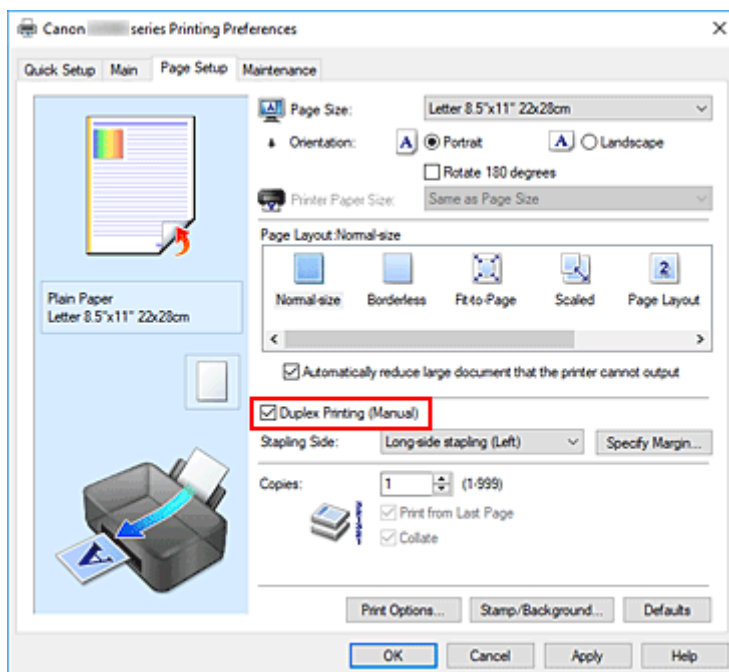 Canon series Printing Preferences
Quick Setup Main Page Setup Maintenance
Page Size: Letter 8.5"x11" 22x28cm
Orientation: A Portrait A Landscape
Rotate 180 degrees
Printer Paper Size: Same as Page Size
Page Layout:Normal-size
2
Normal-size Borderless Fit-to-Page Scaled Page Layout
Plain Paper
Letter 8.5"x11" 22x28cm
Automatically reduce large document that the printer cannot output
Duplex Printing (Manual)
Stapling Side: Long-side stapling (Left) Specify Margin...
Copies: 1 (1-999)
Print from Last Page
Collate
A
Print Options... Stamp/Background... Defaults
OK Cancel Apply Help